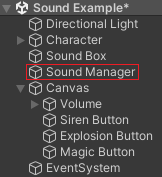 Sound Example*
Directional Light
Character
Sound Box
Sound Manager
Canvas
Volume
Siren Button
Explosion Button
Magic Button
EventSystem